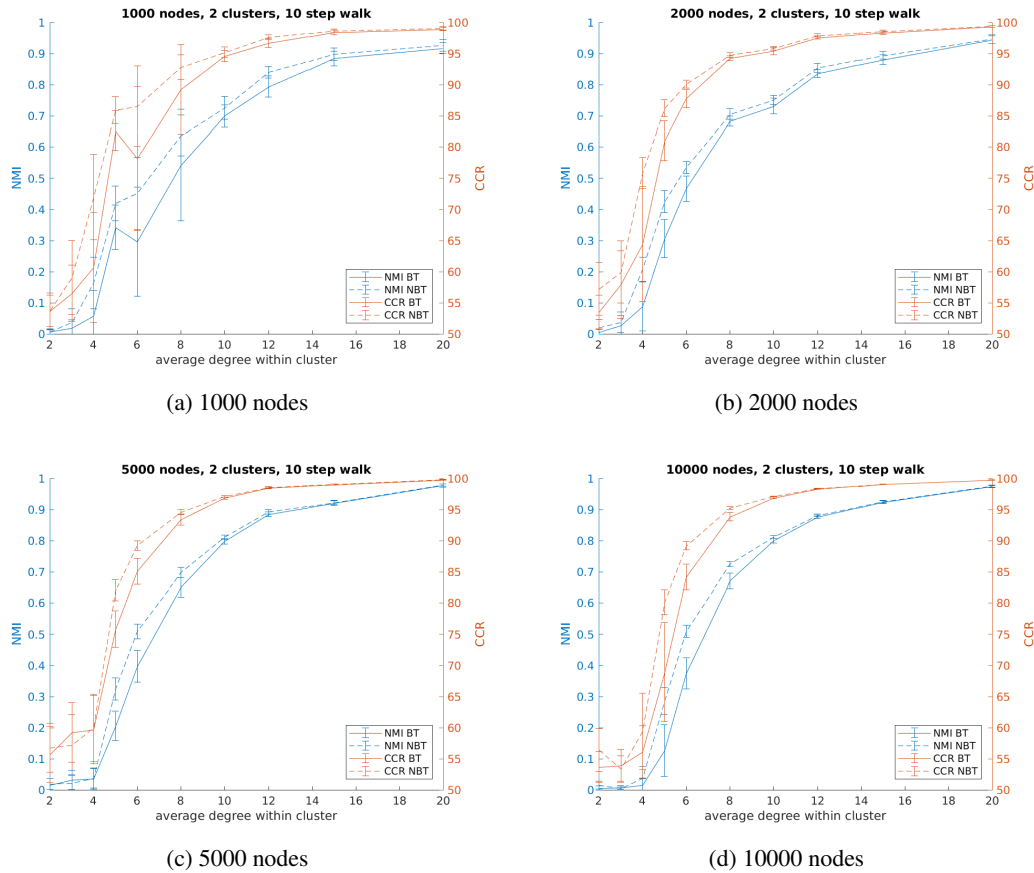 1000 nodes, 2 clusters, 10 step walk
1
0.9
0.8
0.7
0.6
0.5
0.4
0.3
0.2
0.1
0
NMI
100
95
90
85
80
75
70
65
60
55
50
CCR
2 4 6 8 10 12 14 16 18 20
average degree within cluster
NMI BT
NMI NBT
CCR BT
CCR NBT
(a) 1000 nodes
2000 nodes, 2 clusters, 10 step walk
1
0.9
0.8
0.7
0.6
0.5
0.4
0.3
0.2
0.1
0
NMI
100
95
90
85
80
75
70
65
60
55
50
CCR
2 4 6 8 10 12 14 16 18 20
average degree within cluster
NMI BT
NMI NBT
CCR BT
CCR NBT
(b) 2000 nodes
5000 nodes, 2 clusters, 10 step walk
1
0.9
0.8
0.7
0.6
0.5
0.4
0.3
0.2
0.1
0
NMI
100
95
90
85
80
75
70
65
60
55
50
CCR
2 4 6 8 10 12 14 16 18 20
average degree within cluster
NMI BT
NMI NBT
CCR BT
CCR NBT
(c) 5000 nodes
10000 nodes, 2 clusters, 10 step walk
1
0.9
0.8
0.7
0.6
0.5
0.4
0.3
0.2
0.1
0
NMI
100
95
90
85
80
75
70
65
60
55
50
CCR
2 4 6 8 10 12 14 16 18 20
average degree within cluster
NMI BT
NMI NBT
CCR BT
CCR NBT
(d) 10000 nodes